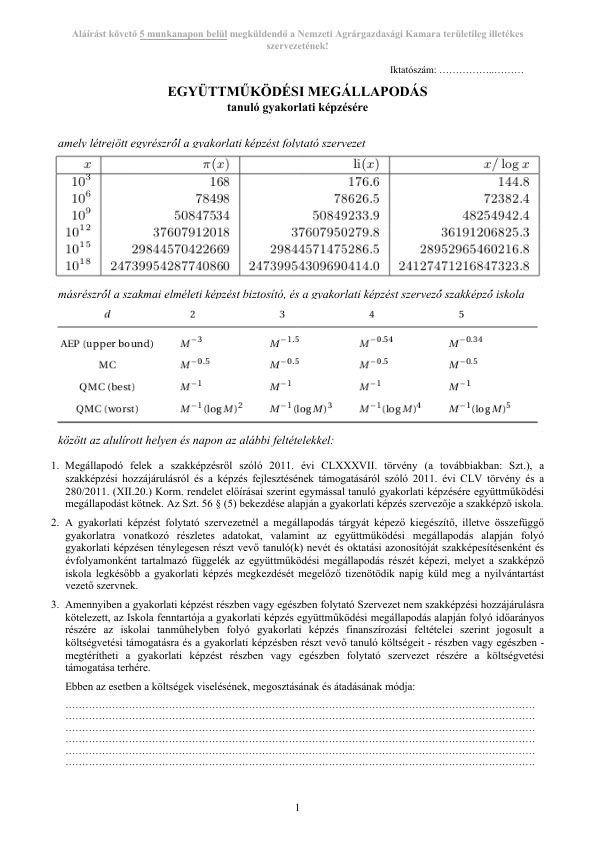 Aláírást követő 5 munkanapon belül megküldendő a Nemzeti Agrárgazdasági Kamara területileg illetékes
szervezetének!
Iktatószám: ……………..………
EGYÜTTMŰKÖDÉSI MEGÁLLAPODÁS
tanuló gyakorlati képzésére
amely létrejött egyrészről a gyakorlati képzést folytató szervezet
x π(x) li(x) x/ log x
10³ 168 176.6 144.8
10⁶ 78498 78626.5 72382.4
10⁹ 50847534 50849233.9 48254942.4
10¹² 37607912018 37607950279.8 36191206825.3
10¹⁵ 29844570422669 29844571475286.5 28952965460216.8
10¹⁸ 24739954287740860 24739954309690414.0 24127471216847323.8
másrészről a szakmai elméleti képzést biztosító, és a gyakorlati képzést szervező szakképző iskola
d 2 3 4 5
AEP (upper bound) M⁻³ M⁻¹·⁵ M⁻⁰·⁵⁴ M⁻⁰·³⁴
MC M⁻⁰·⁵ M⁻⁰·⁵ M⁻⁰·⁵ M⁻⁰·⁵
QMC (best) M⁻¹ M⁻¹ M⁻¹ M⁻¹
QMC (worst) M⁻¹(log M)² M⁻¹(log M)³ M⁻¹(log M)⁴ M⁻¹(log M)⁵
között az alulírott helyen és napon az alábbi feltételekkel:
1. Megállapodó felek a szakképzésről szóló 2011. évi CLXXXVII. törvény (a továbbiakban: Szt.), a
szakképzési hozzájárulásról és a képzés fejlesztésének támogatásáról szóló 2011. évi CLV törvény és a
280/2011. (XII.20.) Korm. rendelet előírásai szerint egymással tanuló gyakorlati képzésére együttműködési
megállapodást kötnek. Az Szt. 56 § (5) bekezdése alapján a gyakorlati képzés szervezője a szakképző iskola.
2. A gyakorlati képzést folytató szervezetnél a megállapodás tárgyát képező kiegészítő, illetve összefüggő
gyakorlatra vonatkozó részletes adatokat, valamint az együttműködési megállapodás alapján folyó
gyakorlati képzésen ténylegesen részt vevő tanuló(k) nevét és oktatási azonosítóját szakképesítésenként és
évfolyamonként tartalmazó függelék az együttműködési megállapodás részét képezi, melyet a szakképző
iskola legkésőbb a gyakorlati képzés megkezdését megelőző tizenötödik napig küld meg a nyilvántartást
vezető szervnek.
3. Amennyiben a gyakorlati képzést részben vagy egészben folytató Szervezet nem szakképzési hozzájárulásra
kötelezett, az Iskola fenntartója a gyakorlati képzés együttműködési megállapodás alapján folyó időarányos
részére az iskolai tanműhelyben folyó gyakorlati képzés finanszírozási feltételei szerint jogosult a
költségvetési támogatásra és a gyakorlati képzésben részt vevő tanuló költségeit - részben vagy egészben -
megtérítheti a gyakorlati képzést részben vagy egészben folytató szervezet részére a költségvetési
támogatása terhére.
Ebben az esetben a költségek viselésének, megosztásának és átadásának módja:
……………………………………………………………………………………………………………
……………………………………………………………………………………………………………
……………………………………………………………………………………………………………
……………………………………………………………………………………………………………
……………………………………………………………………………………………………………
……………………………………………………………………………………………………………
1